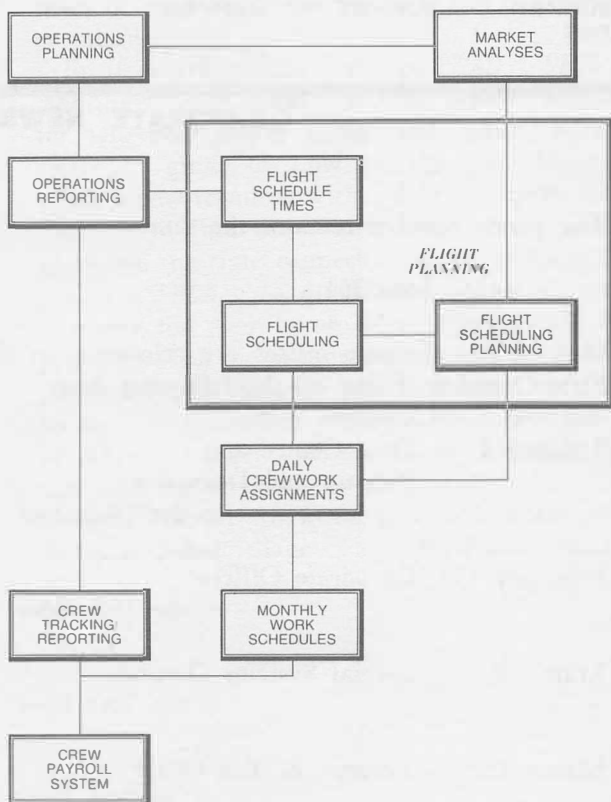 OPERATIONS
PLANNING
MARKET
ANALYSES
OPERATIONS
REPORTING
FLIGHT
SCHEDULE
TIMES
FLIGHT
PLANNING
FLIGHT
SCHEDULING
FLIGHT
SCHEDULING
PLANNING
DAILY
CREW WORK
ASSIGNMENTS
CREW
TRACKING
REPORTING
MONTHLY
WORK
SCHEDULES
CREW
PAYROLL
SYSTEM